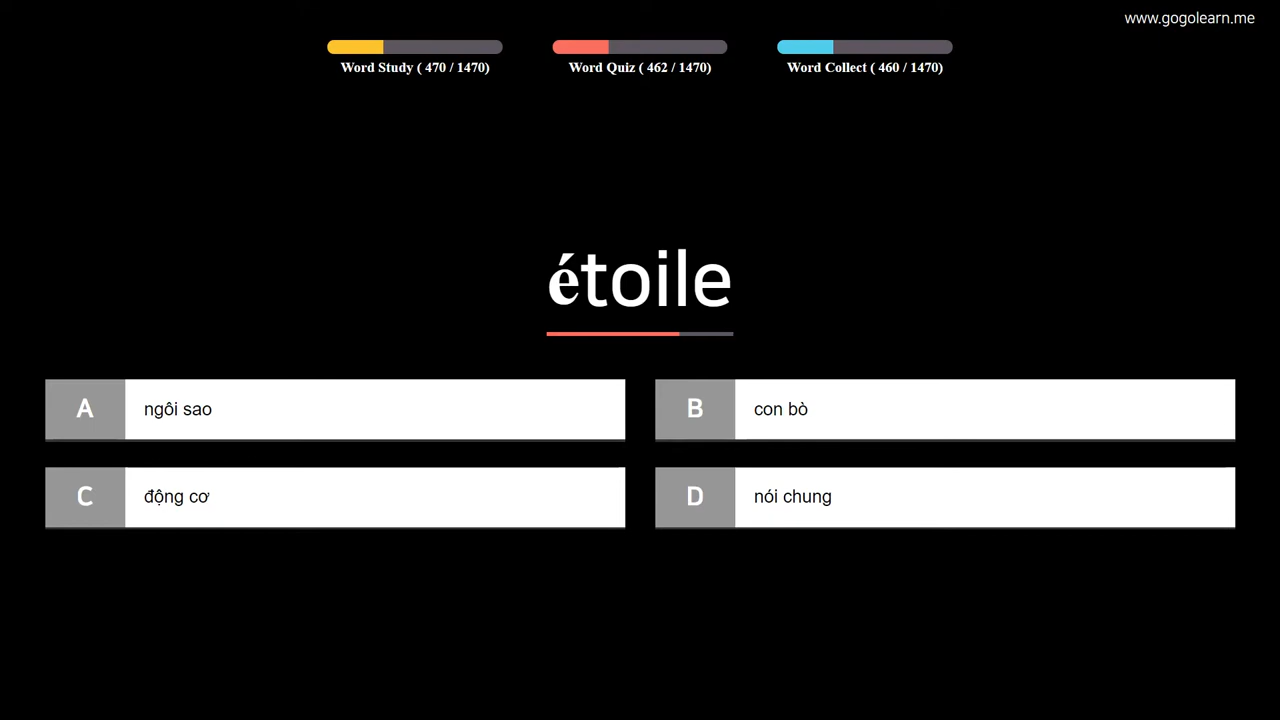 www.gogolearn.me
Word Study ( 470 / 1470)
Word Quiz ( 462 / 1470)
Word Collect ( 460 / 1470)
étoile
A ngôi sao
B con bò
C động cơ
D nói chung